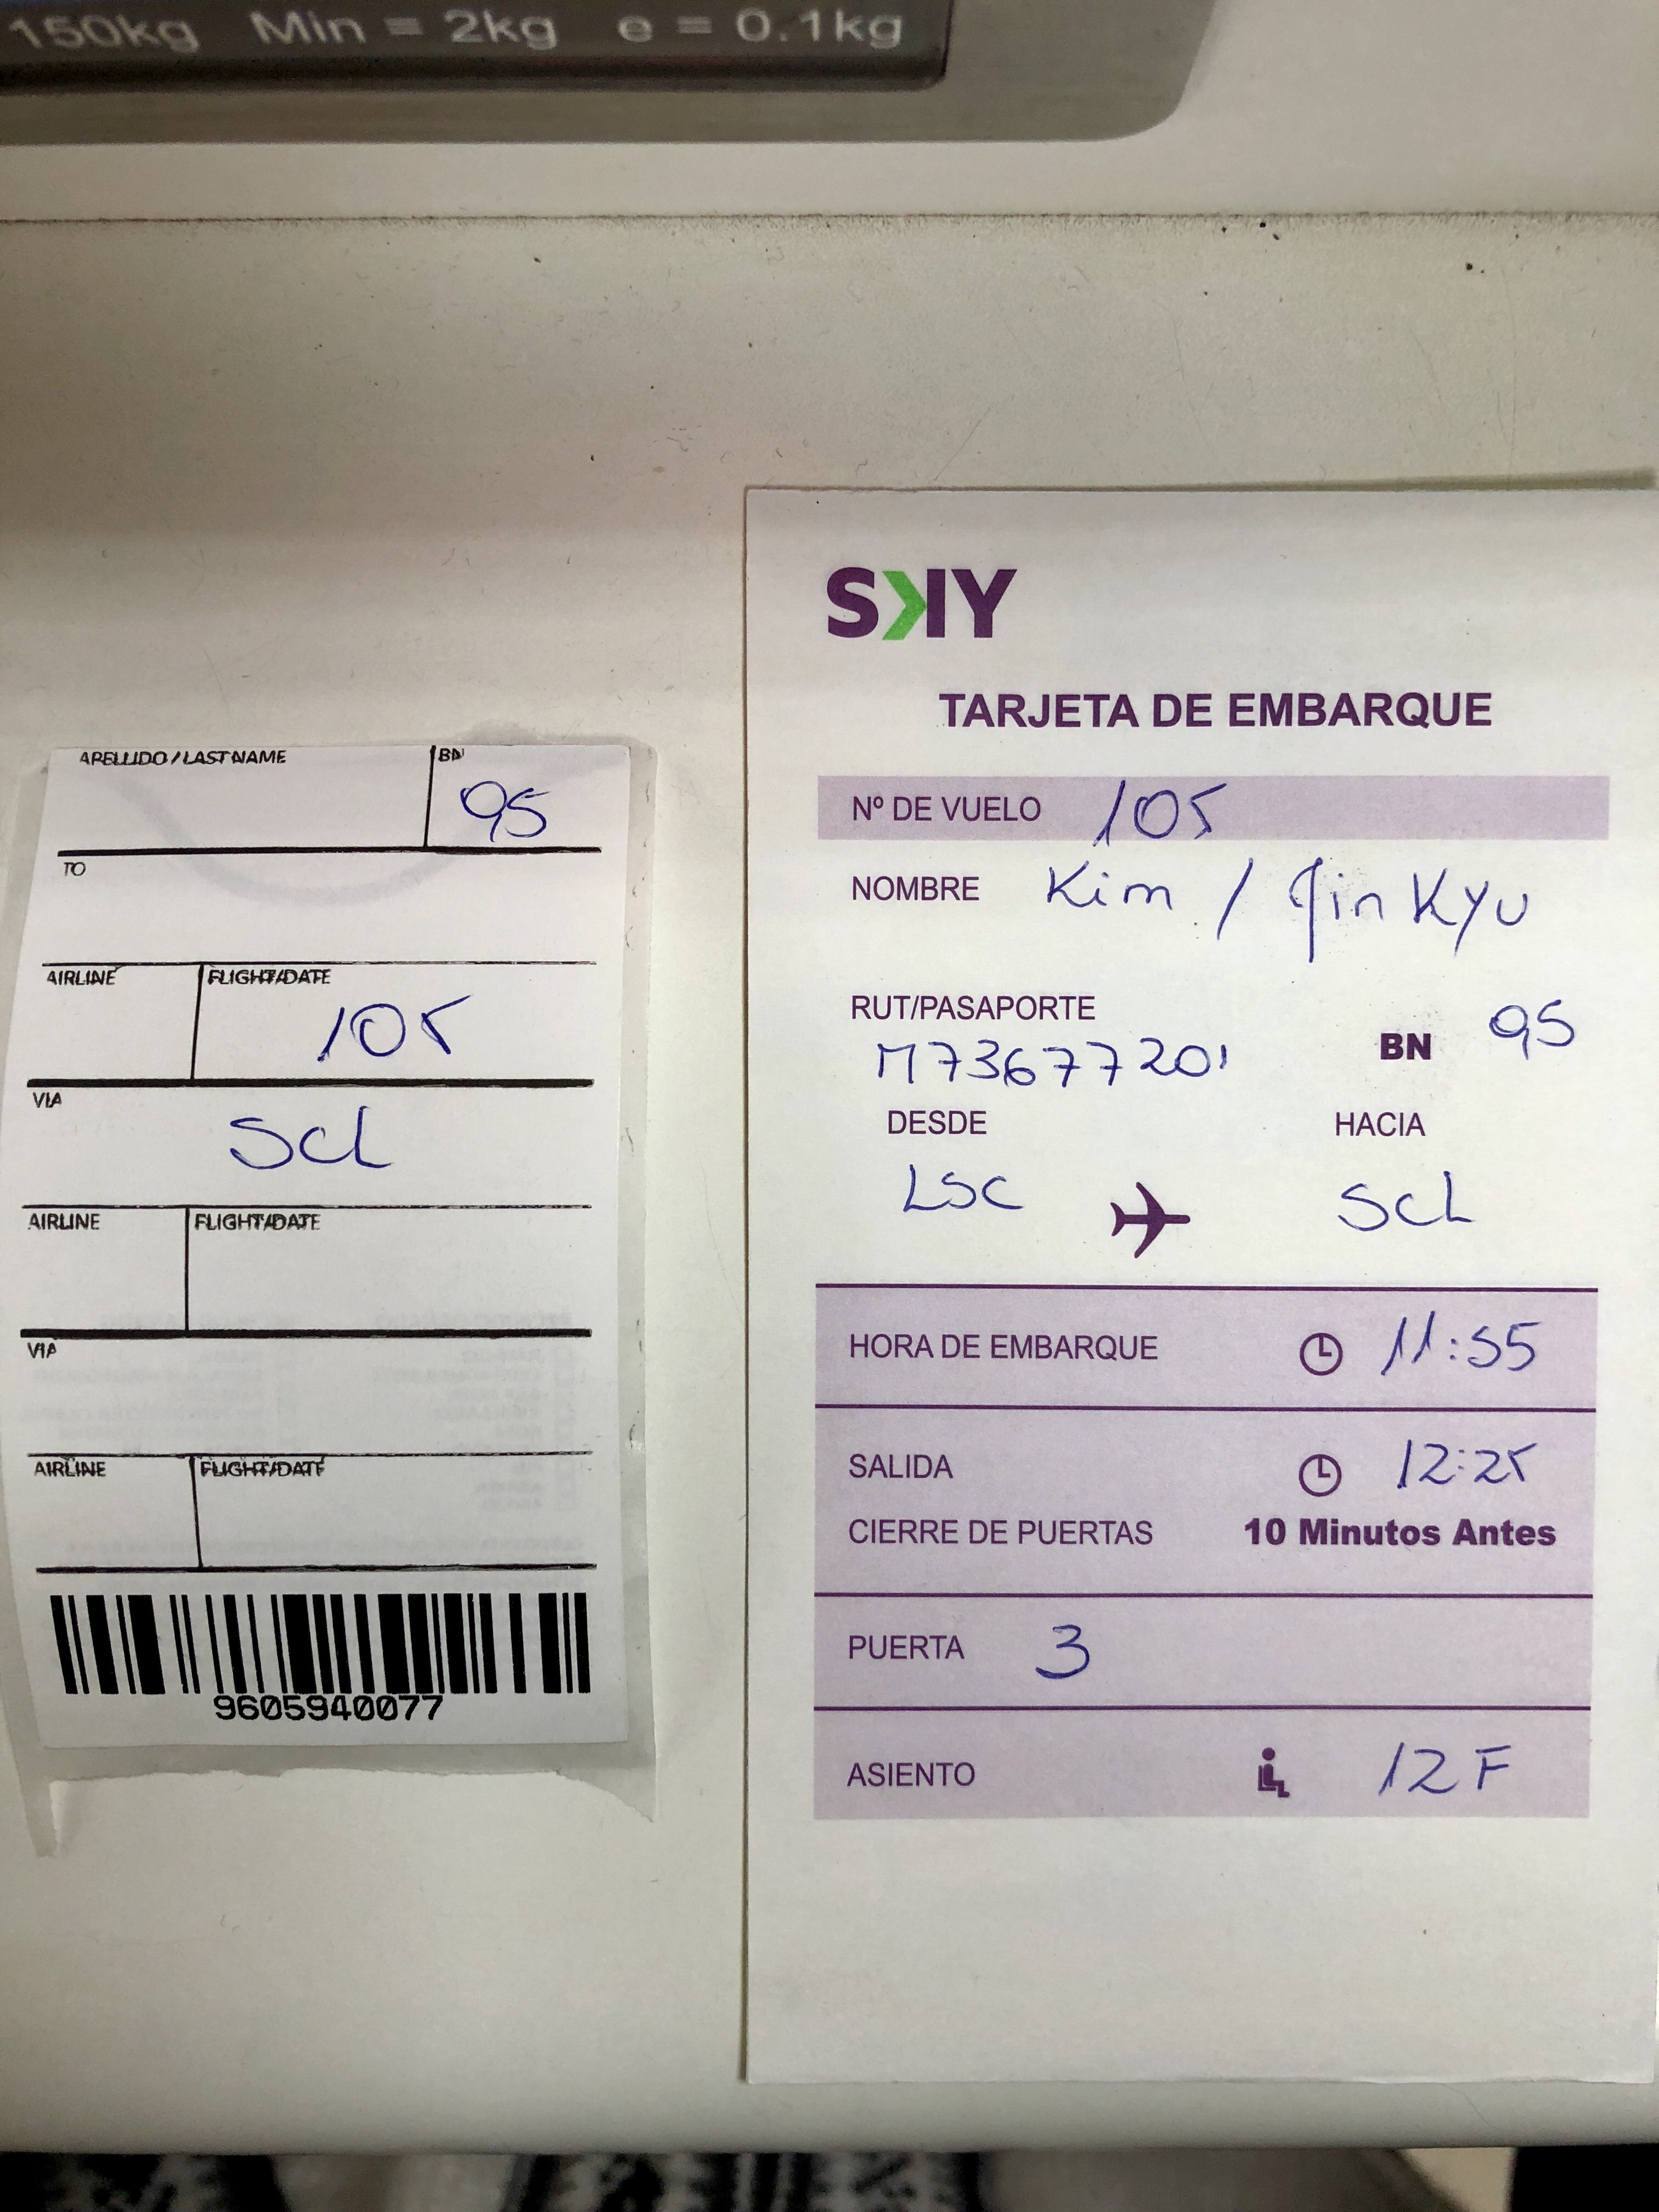 150kg Min = 2kg e = 0.1kg
APELLIDO / LAST NAME BN
95
TO
AIRLINE FLIGHT/DATE
105
VIA
SCL
AIRLINE FLIGHT/DATE
VIA
AIRLINE FLIGHT/DATE
9605940077
SKY
TARJETA DE EMBARQUE
Nº DE VUELO 105
NOMBRE Kim / Jin Kyu
RUT/PASAPORTE
M73677201 BN 95
DESDE HACIA
LSC SCL
HORA DE EMBARQUE 11:55
SALIDA 12:25
CIERRE DE PUERTAS 10 Minutos Antes
PUERTA 3
ASIENTO 12F